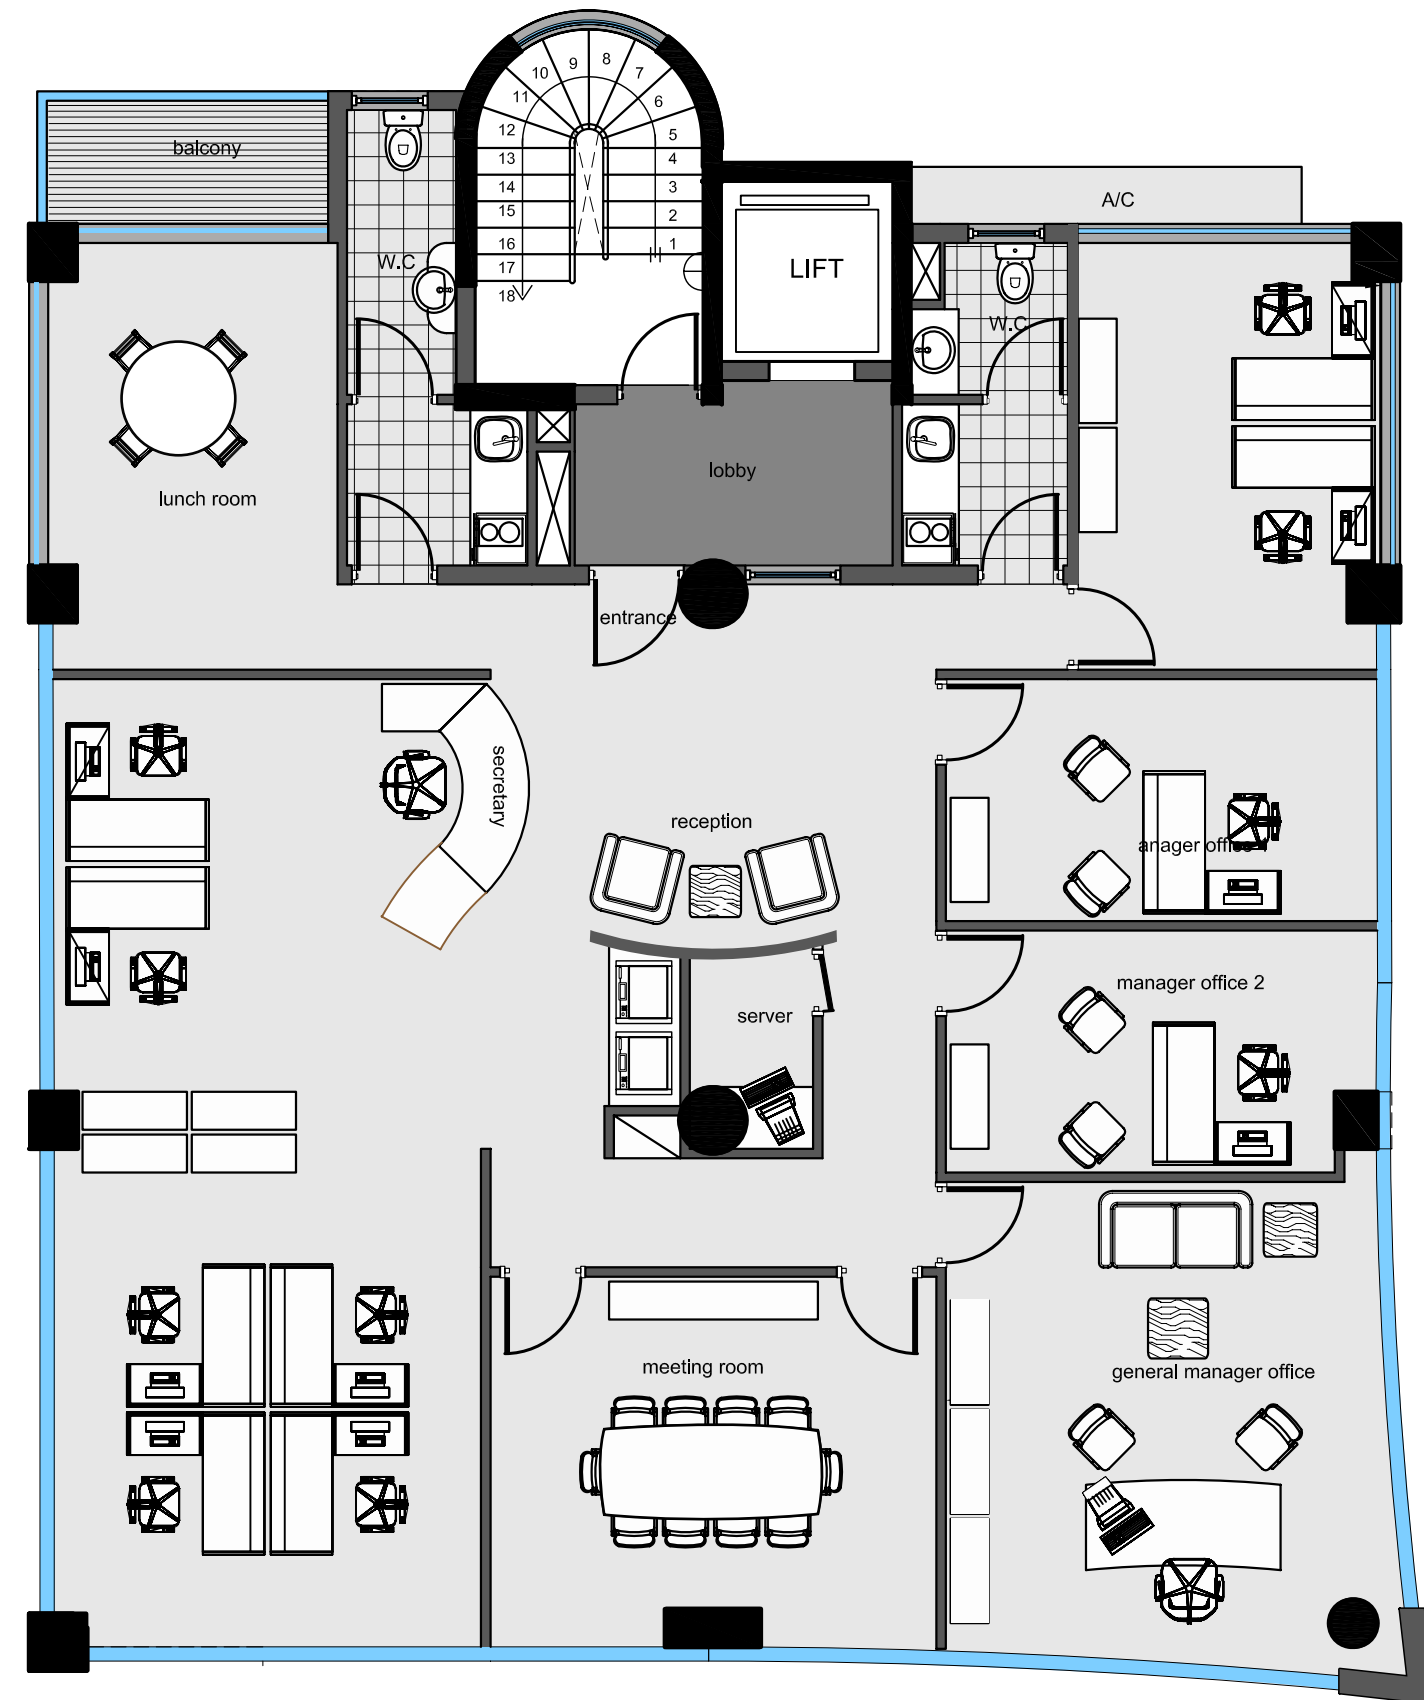 8
9
7
10
11
6
12
5
13
4
14
3
15
2
16
1
17
18
balcony
A/C
W.C
LIFT
W.C
lobby
lunch room
entrance
secretary
reception
anager office 1
manager office 2
server
meeting room
general manager office